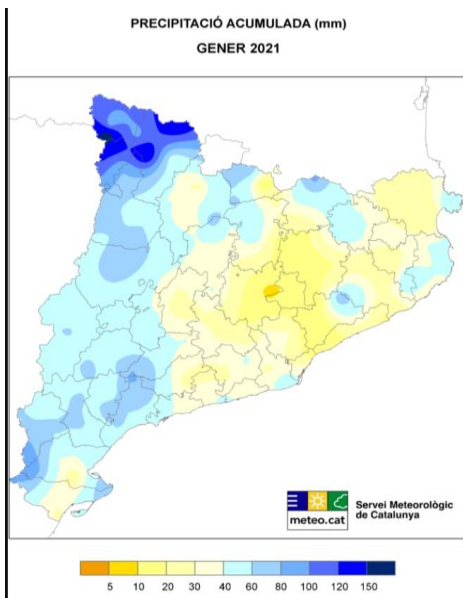 PRECIPITACIÓ ACUMULADA (mm)
GENER 2021
meteo.cat
Servei Meteorològic
de Catalunya
5 10 20 30 40 60 80 100 120 150